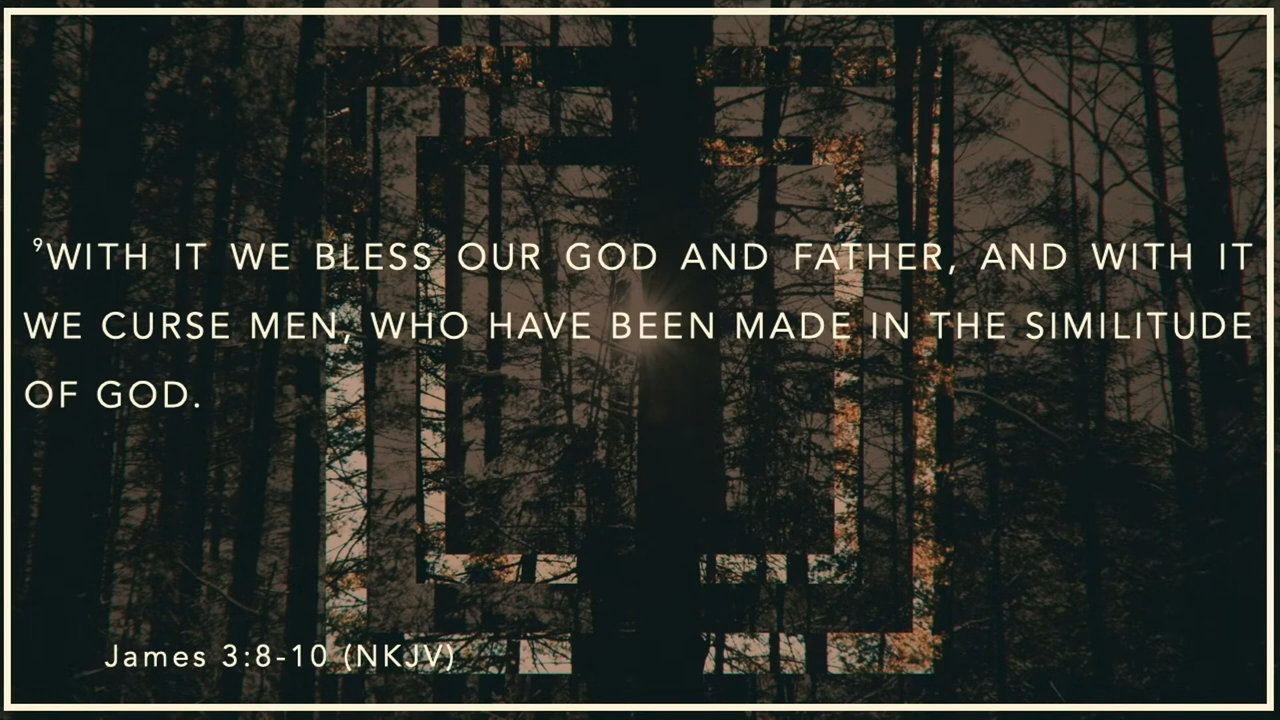 ⁹WITH IT WE BLESS OUR GOD AND FATHER, AND WITH IT
WE CURSE MEN, WHO HAVE BEEN MADE IN THE SIMILITUDE
OF GOD.
James 3:8-10 (NKJV)